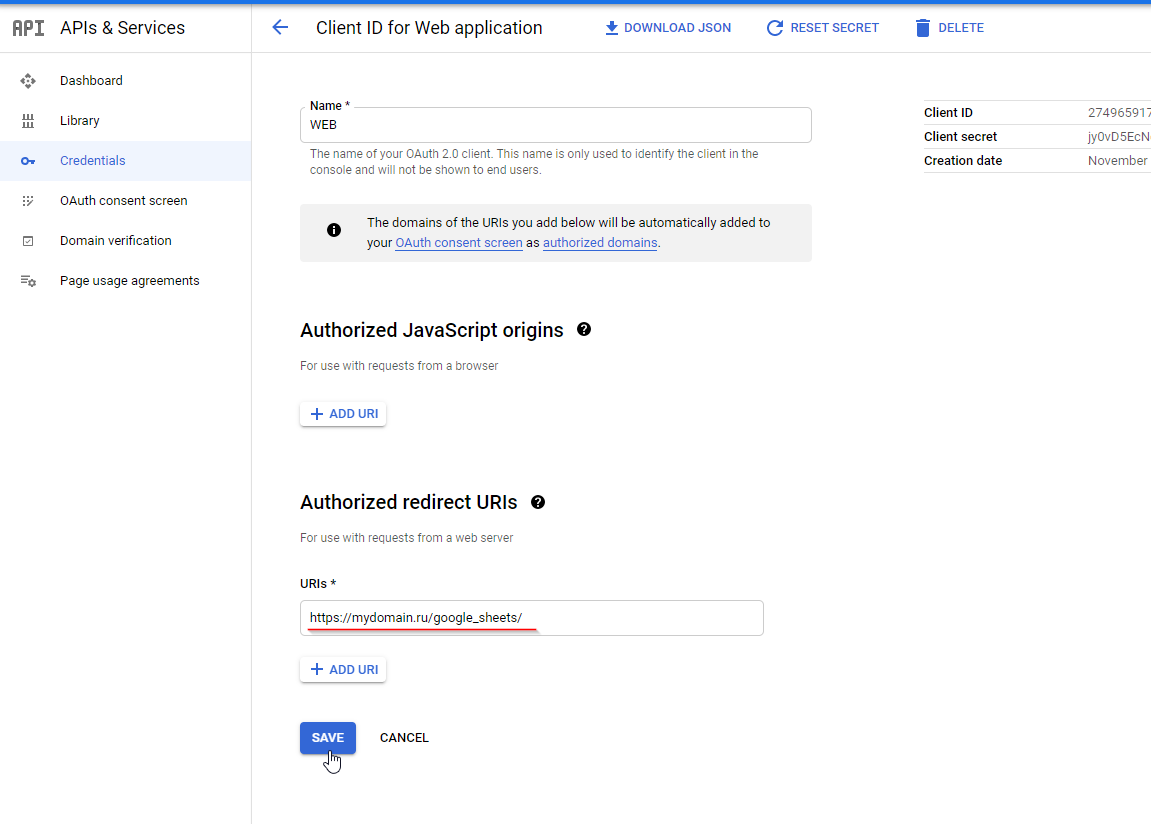 API APIs & Services
Client ID for Web application
DOWNLOAD JSON
RESET SECRET
DELETE
Dashboard
Library
Credentials
OAuth consent screen
Domain verification
Page usage agreements
Name *
WEB
The name of your OAuth 2.0 client. This name is only used to identify the client in the
console and will not be shown to end users.
The domains of the URIs you add below will be automatically added to
your OAuth consent screen as authorized domains.
Authorized JavaScript origins
For use with requests from a browser
ADD URI
Authorized redirect URIs
For use with requests from a web server
URIs *
https://mydomain.ru/google_sheets/
ADD URI
SAVE
CANCEL
Client ID 274965917
Client secret jy0vD5EcN
Creation date November